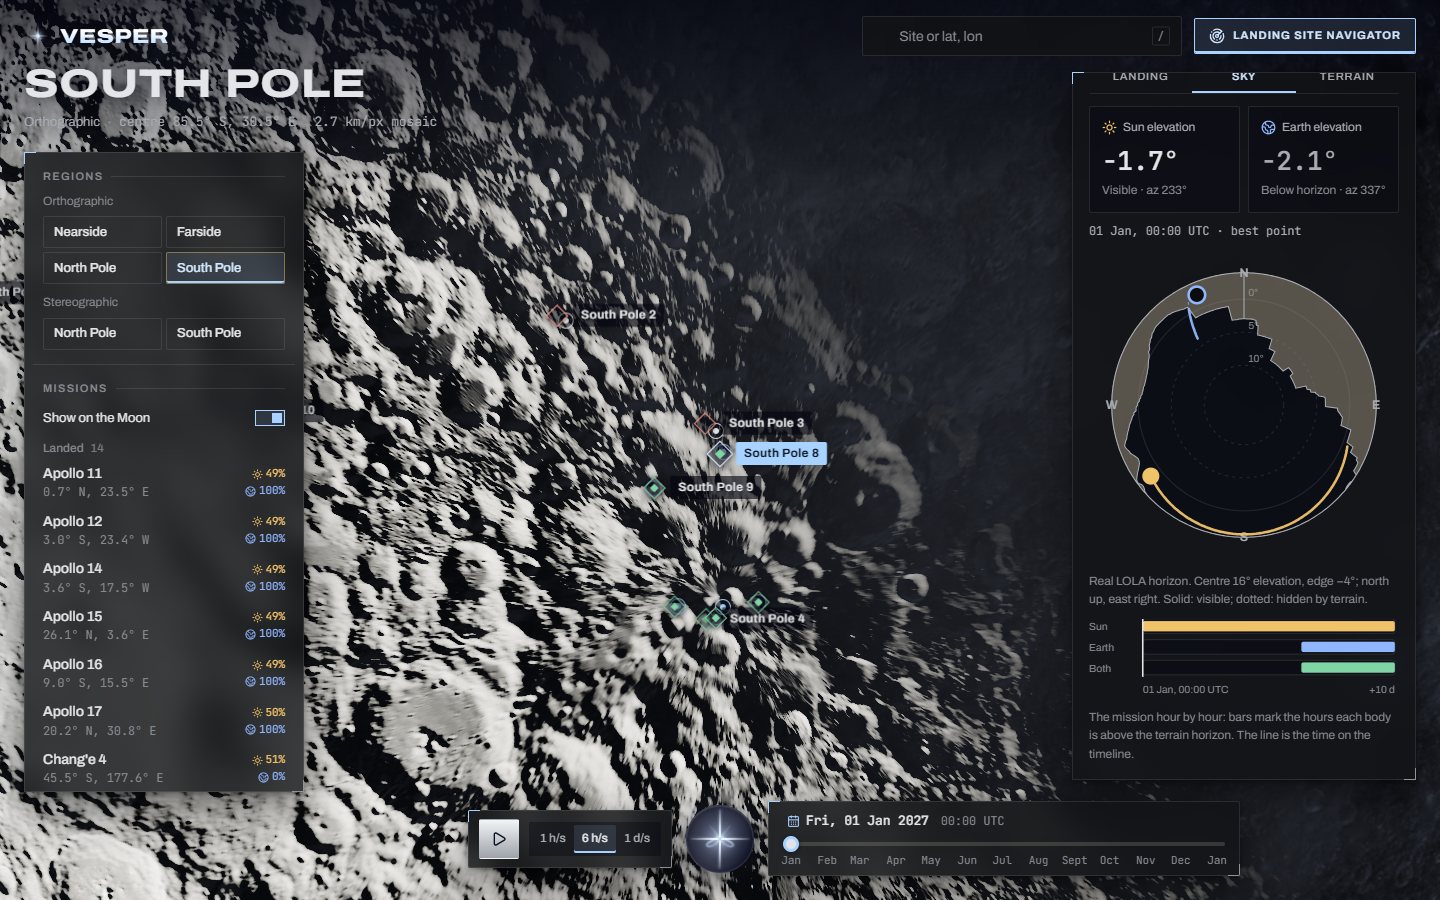 VESPER
Site or lat, lon
/
LANDING SITE NAVIGATOR
SOUTH POLE
Orthographic · centre 85.5° S, 30.5° E · 2.7 km/px mosaic
LANDING
SKY
TERRAIN
REGIONS
Orthographic
Nearside
Farside
North Pole
South Pole
Stereographic
North Pole
South Pole
MISSIONS
Show on the Moon
Landed 14
Apollo 11
49%
0.7° N, 23.5° E
100%
Apollo 12
49%
3.0° S, 23.4° W
100%
Apollo 14
49%
3.6° S, 17.5° W
100%
Apollo 15
49%
26.1° N, 3.6° E
100%
Apollo 16
49%
9.0° S, 15.5° E
100%
Apollo 17
50%
20.2° N, 30.8° E
100%
Chang'e 4
51%
45.5° S, 177.6° E
0%
10
South Pole 2
South Pole 3
South Pole 8
South Pole 9
South Pole 4
Sun elevation
-1.7°
Visible · az 233°
Earth elevation
-2.1°
Below horizon · az 337°
01 Jan, 00:00 UTC · best point
N
0°
5°
10°
W
E
S
Real LOLA horizon. Centre 16° elevation, edge −4°; north
up, east right. Solid: visible; dotted: hidden by terrain.
Sun
Earth
Both
01 Jan, 00:00 UTC
+10 d
The mission hour by hour: bars mark the hours each body
is above the terrain horizon. The line is the time on the
timeline.
1 h/s
6 h/s
1 d/s
Fri, 01 Jan 2027 00:00 UTC
Jan Feb Mar Apr May Jun Jul Aug Sept Oct Nov Dec Jan